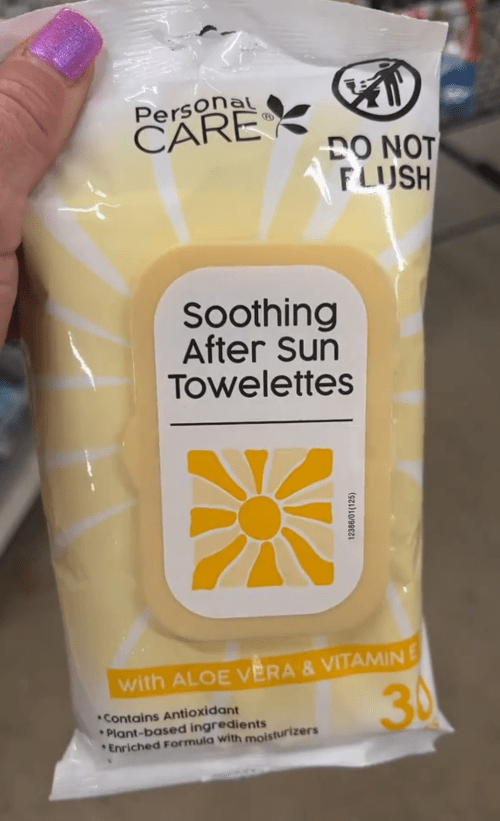 Personal
CARE®
DO NOT
FLUSH
Soothing
After Sun
Towelettes
12386/01(125)
with ALOE VERA & VITAMIN E
•Contains Antioxidant
•Plant-based ingredients
•Enriched Formula with moisturizers
30